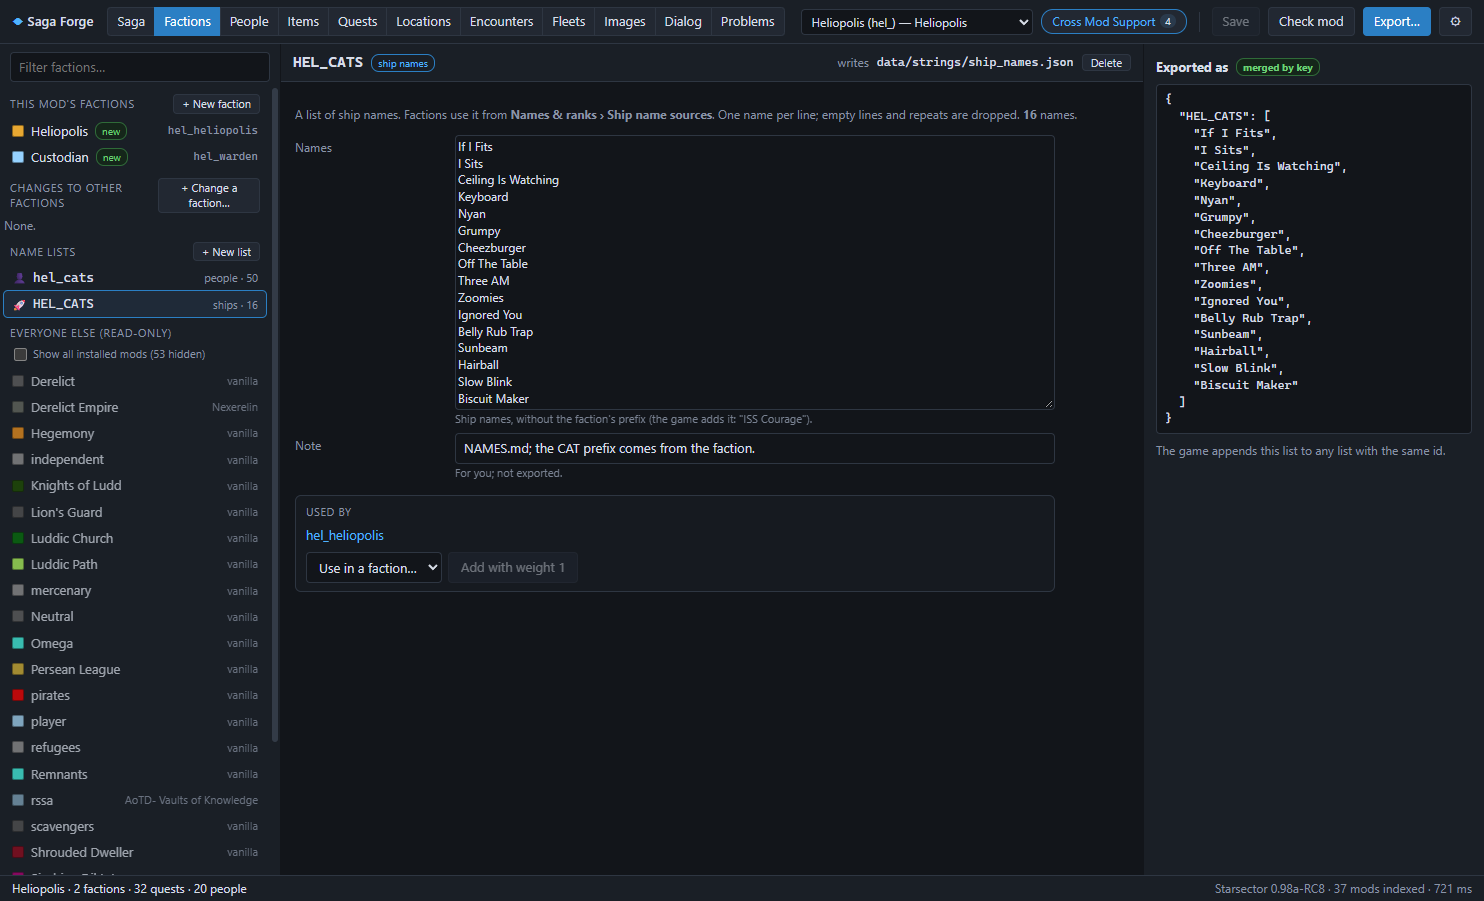 Saga Forge
Saga Factions People Items Quests Locations Encounters Fleets Images Dialog Problems
Heliopolis (hel_) — Heliopolis
Cross Mod Support 4
Save Check mod Export...
Filter factions...
THIS MOD'S FACTIONS + New faction
Heliopolis new hel_heliopolis
Custodian new hel_warden
CHANGES TO OTHER FACTIONS + Change a faction...
None.
NAME LISTS + New list
hel_cats people · 50
HEL_CATS ships · 16
EVERYONE ELSE (READ-ONLY)
Show all installed mods (53 hidden)
Derelict vanilla
Derelict Empire Nexerelin
Hegemony vanilla
independent vanilla
Knights of Ludd vanilla
Lion's Guard vanilla
Luddic Church vanilla
Luddic Path vanilla
mercenary vanilla
Neutral vanilla
Omega vanilla
Persean League vanilla
pirates vanilla
player vanilla
refugees vanilla
Remnants vanilla
rssa AoTD- Vaults of Knowledge
scavengers vanilla
Shrouded Dweller vanilla
HEL_CATS ship names writes data/strings/ship_names.json Delete
A list of ship names. Factions use it from Names & ranks › Ship name sources. One name per line; empty lines and repeats are dropped. 16 names.
Names
If I Fits
I Sits
Ceiling Is Watching
Keyboard
Nyan
Grumpy
Cheezburger
Off The Table
Three AM
Zoomies
Ignored You
Belly Rub Trap
Sunbeam
Hairball
Slow Blink
Biscuit Maker
Ship names, without the faction's prefix (the game adds it: "ISS Courage").
Note
NAMES.md; the CAT prefix comes from the faction.
For you; not exported.
USED BY
hel_heliopolis
Use in a faction... Add with weight 1
Exported as merged by key
{
"HEL_CATS": [
"If I Fits",
"I Sits",
"Ceiling Is Watching",
"Keyboard",
"Nyan",
"Grumpy",
"Cheezburger",
"Off The Table",
"Three AM",
"Zoomies",
"Ignored You",
"Belly Rub Trap",
"Sunbeam",
"Hairball",
"Slow Blink",
"Biscuit Maker"
]
}
The game appends this list to any list with the same id.
Heliopolis · 2 factions · 32 quests · 20 people
Starsector 0.98a-RC8 · 37 mods indexed · 721 ms